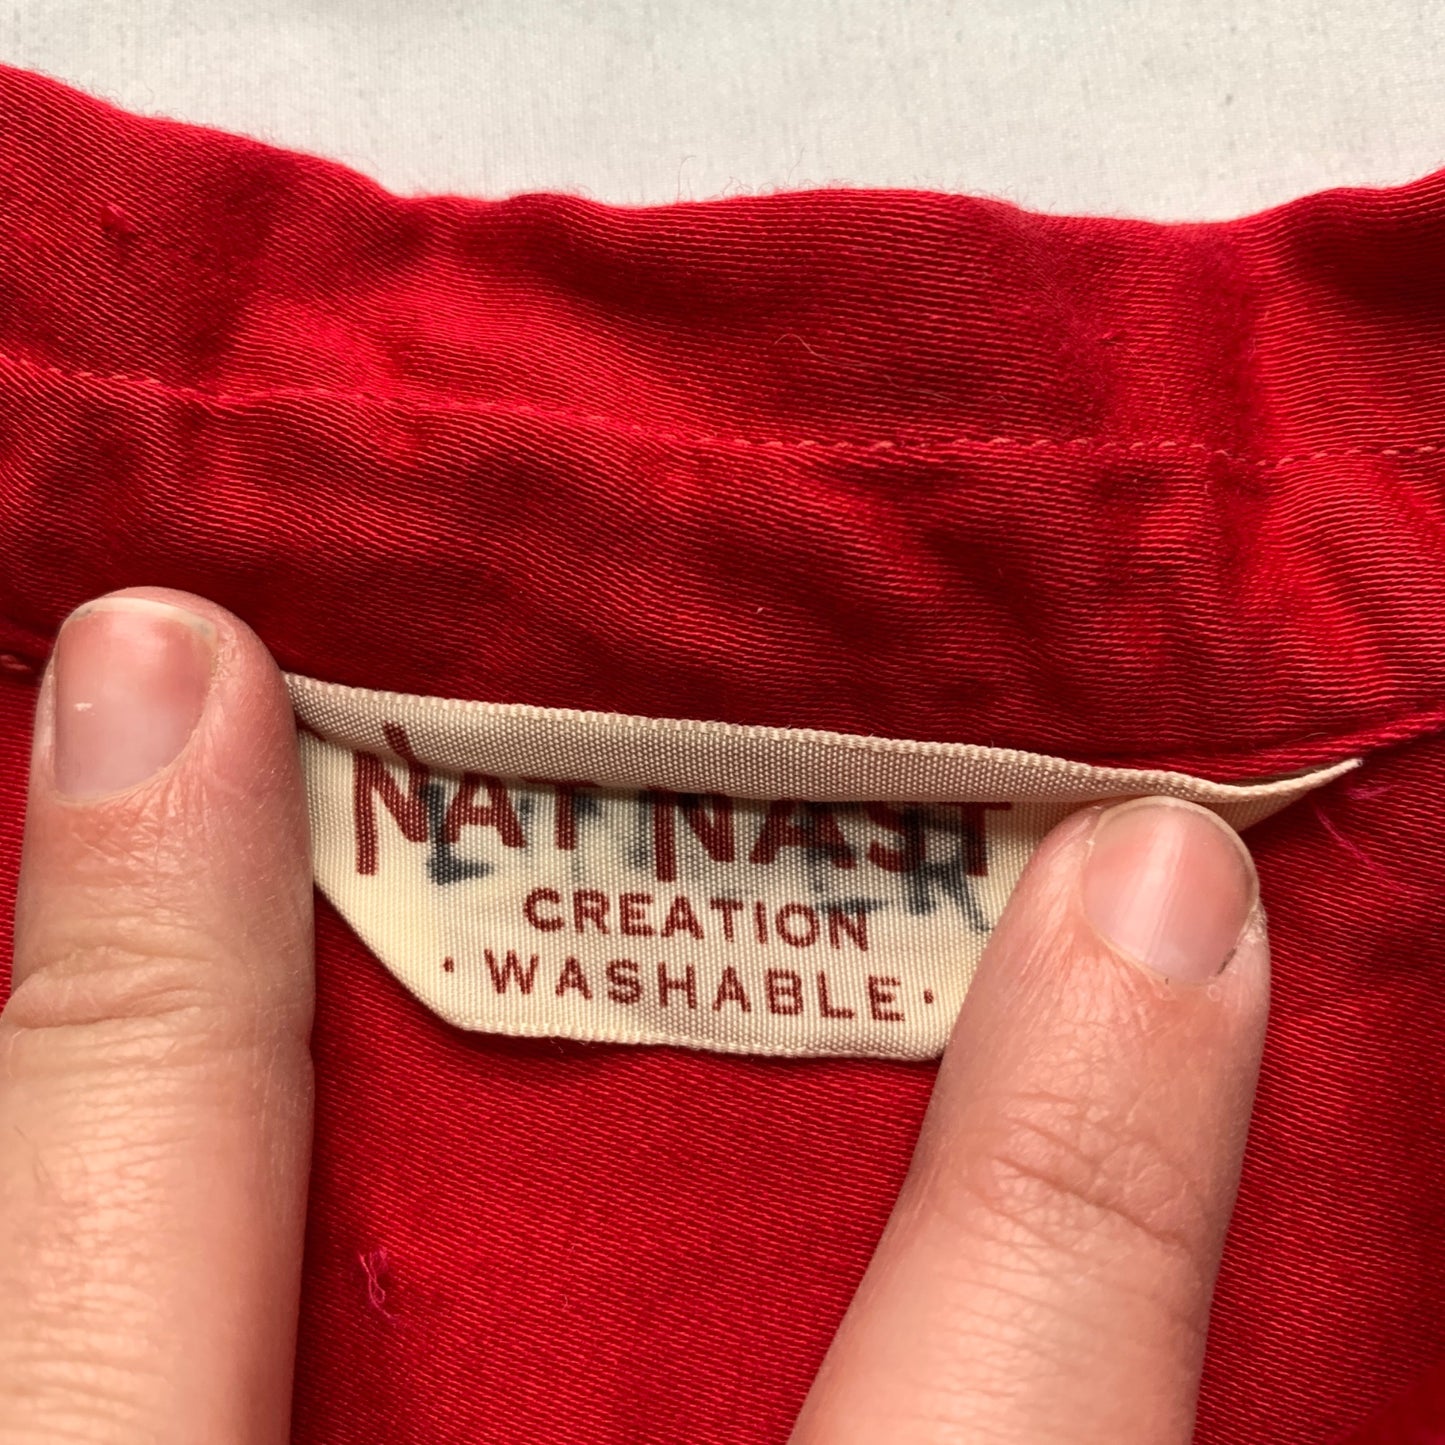 NAT NAST
CREATION
· WASHABLE ·